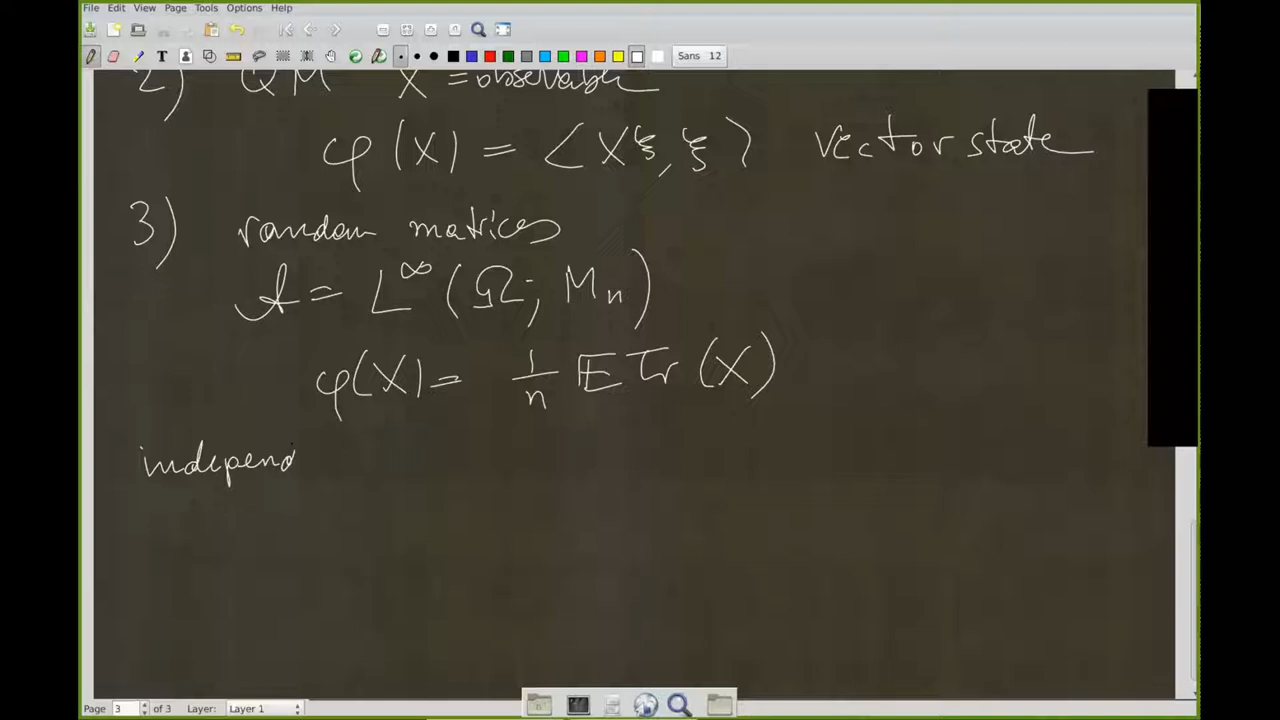 File Edit View Page Tools Options Help
Sans 12
2) QM X = observable
φ(X) = ⟨Xξ, ξ⟩ vector state
3) random matrices
A = L^∞(Ω; M_n)
φ(X) = 1/n 𝔼 Tr(X)
independ
Page 3 of 3 Layer: Layer 1